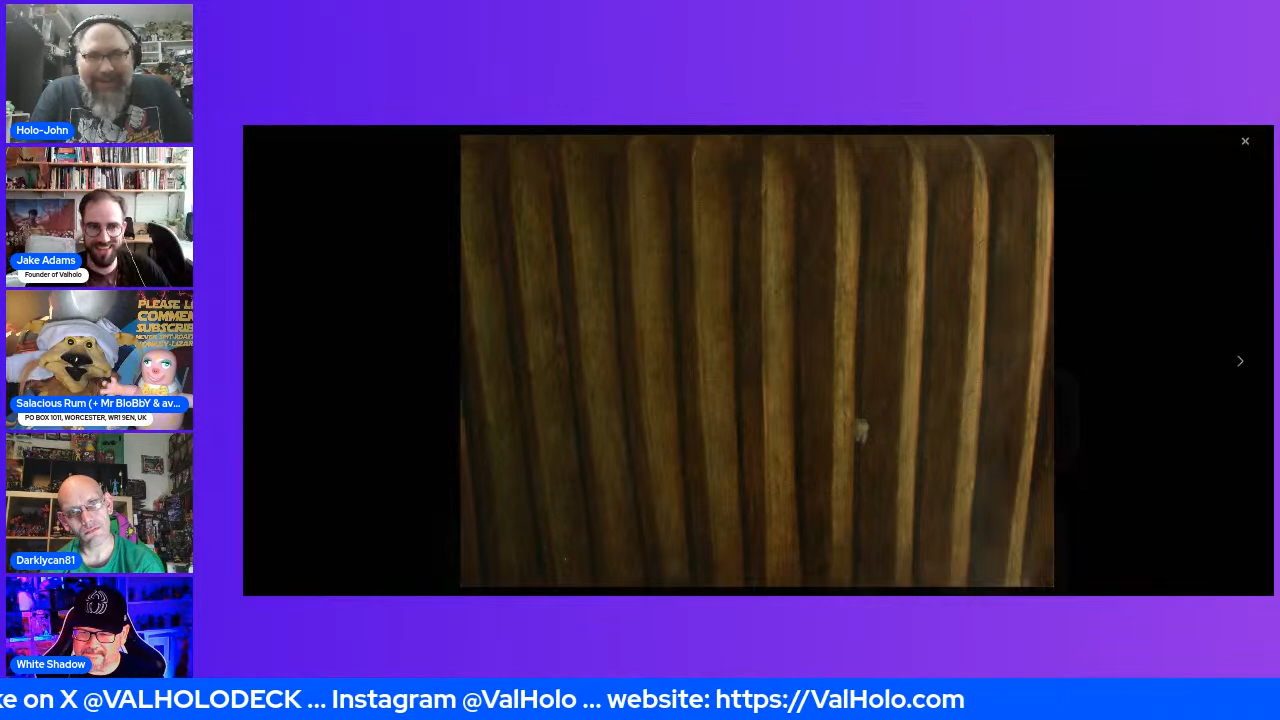 Holo-John
Jake Adams
Founder of Valholo
PLEASE LI
COMMEN
SUBSCRIB
Salacious Rum (+ Mr BloBbY & av...
PO BOX 1011, WORCESTER, WR1 9EN, UK
Darklycan81
White Shadow
ke on X @VALHOLODECK ... Instagram @ValHolo ... website: https://ValHolo.com